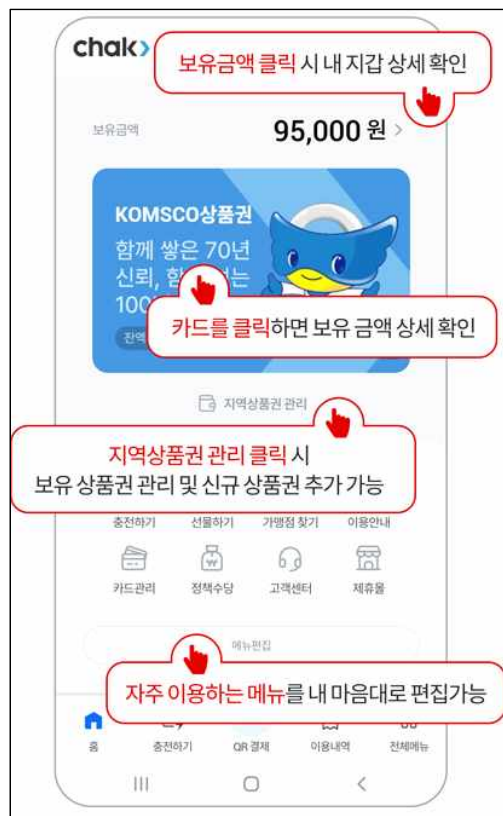 chak
보유금액 클릭 시 내 지갑 상세 확인
보유금액
95,000 원
KOMSCO상품권
함께 쌓은 70년
신뢰, 함
는
100
잔액
카드를 클릭하면 보유 금액 상세 확인
지역상품권 관리
지역상품권 관리 클릭 시
보유 상품권 관리 및 신규 상품권 추가 가능
충전하기 선물하기 가맹점 찾기 이용안내
카드관리 정책수당 고객센터 제휴몰
메뉴편집
자주 이용하는 메뉴를 내 마음대로 편집가능
홈 충전하기 QR 결제 이용내역 전체메뉴